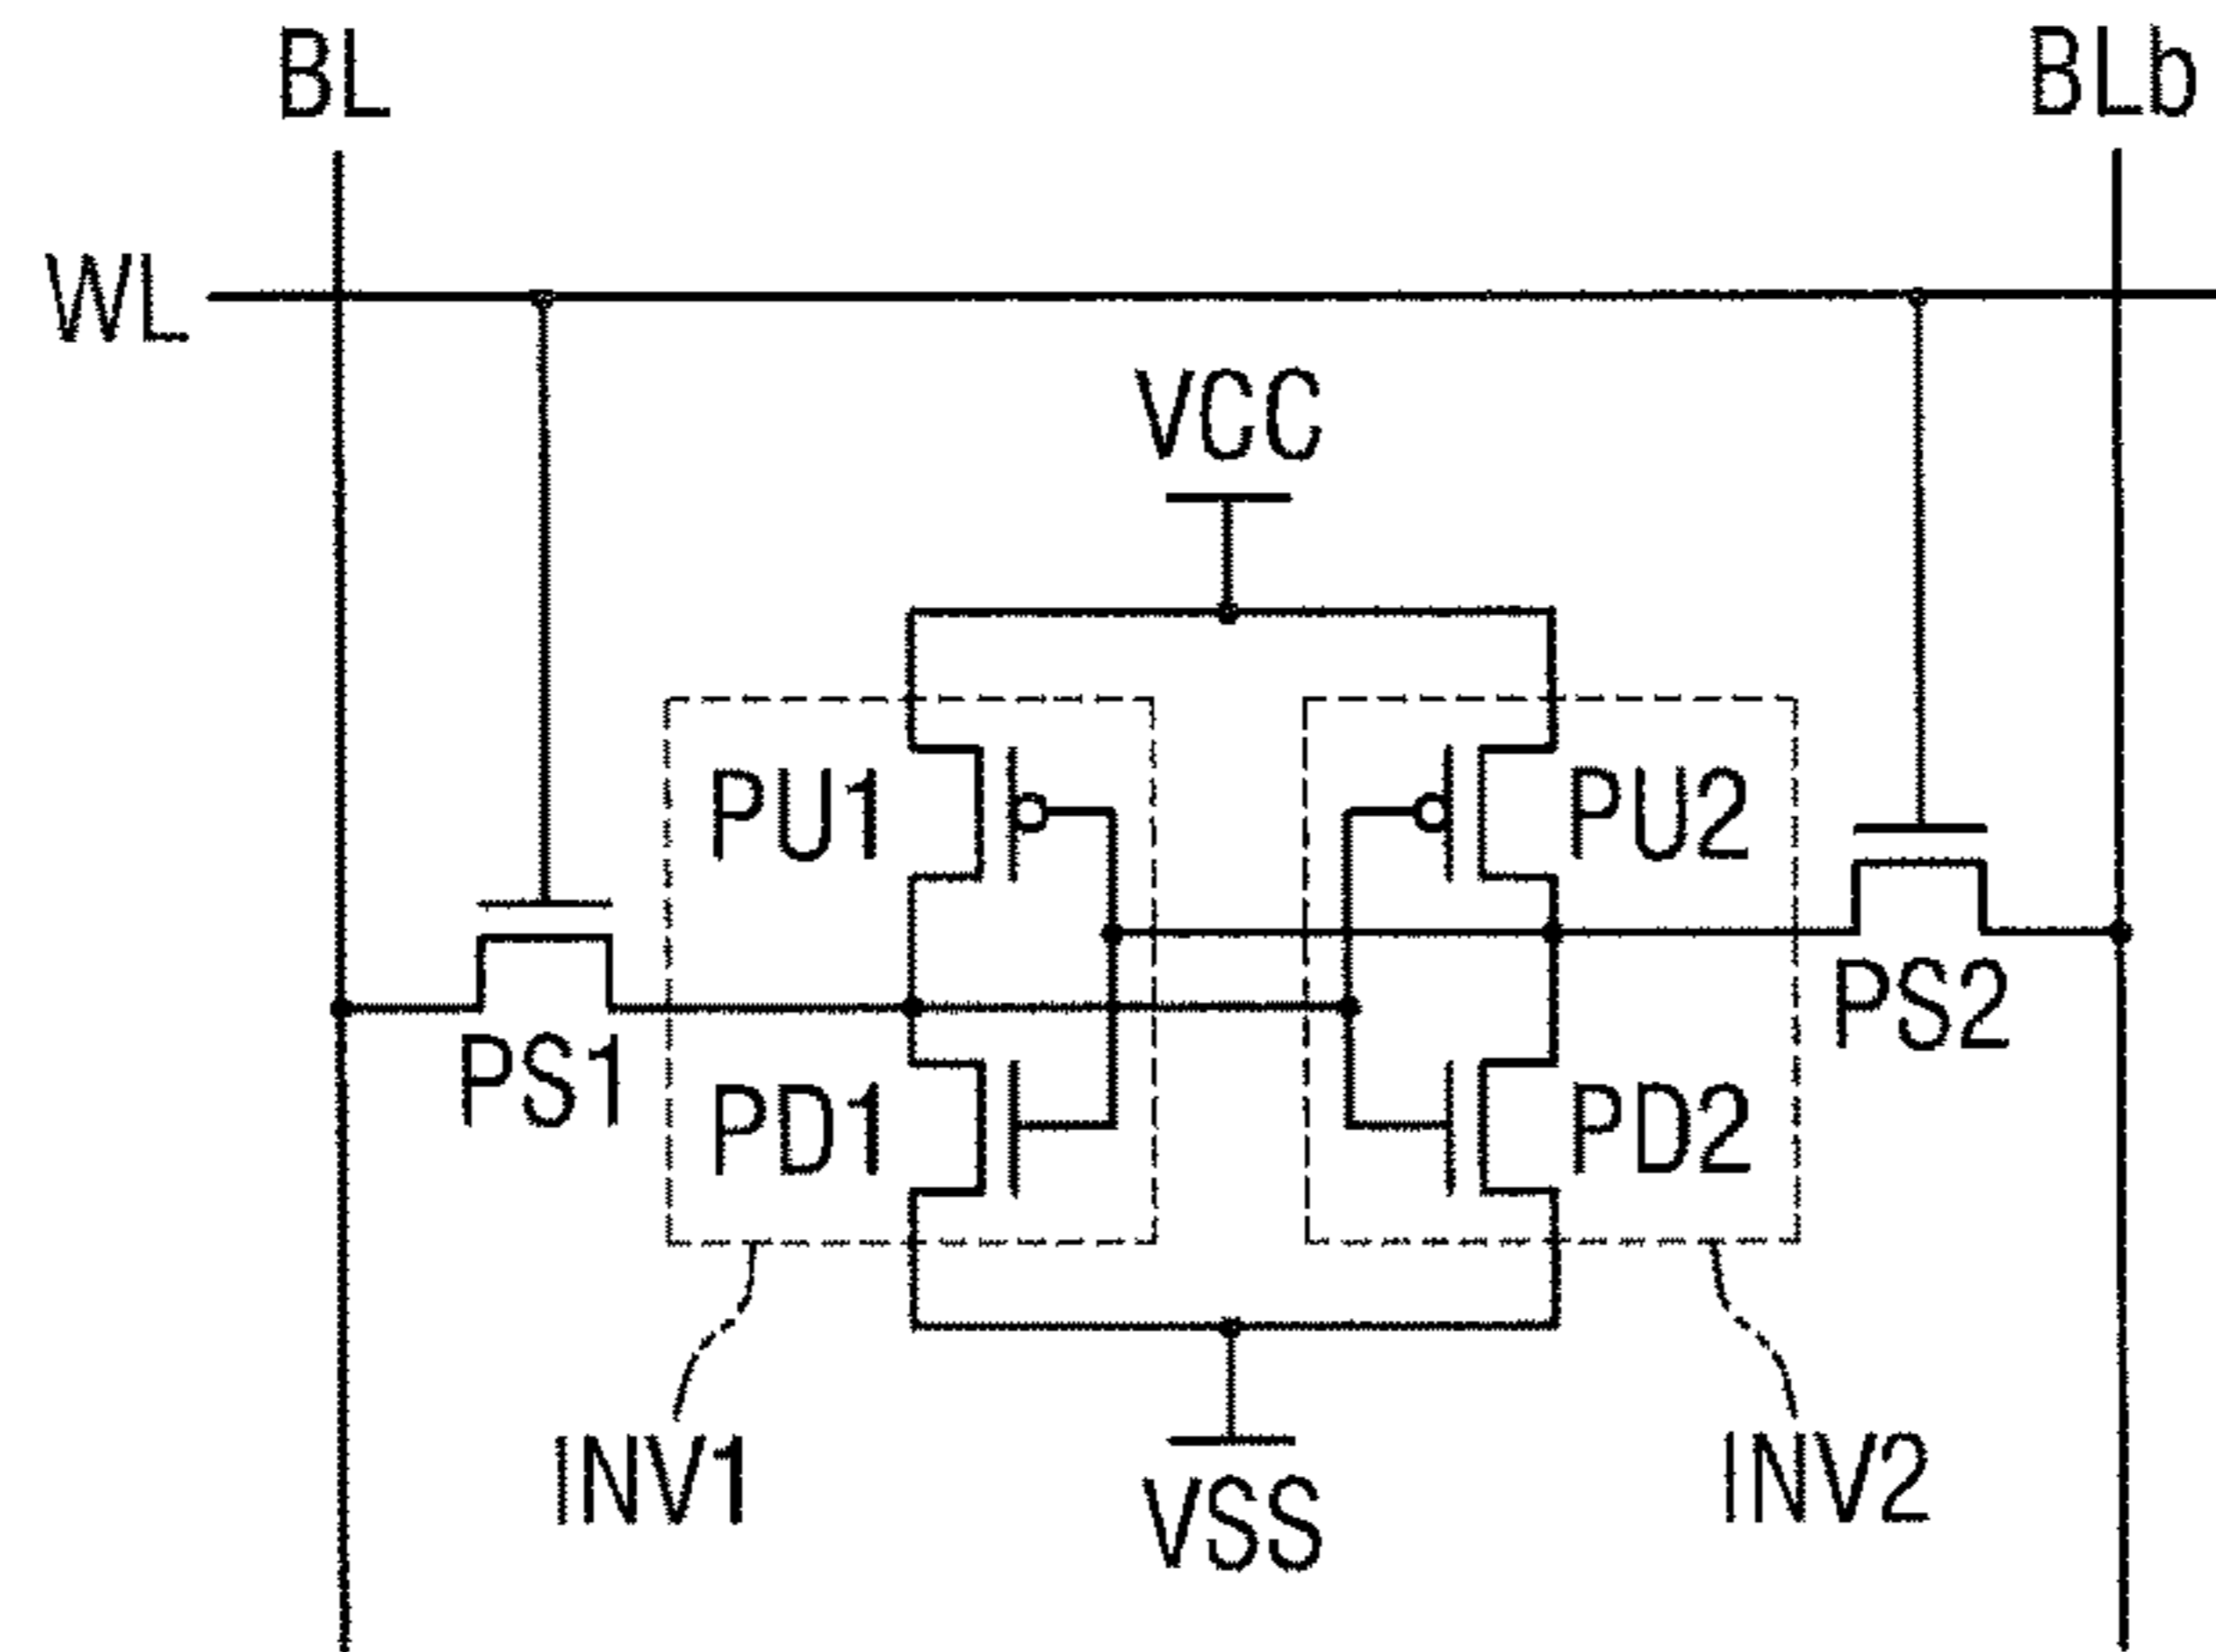 BL
BLb
WL
VCC
PU1
PU2
PS1
PS2
PD1
PD2
INV1
INV2
VSS